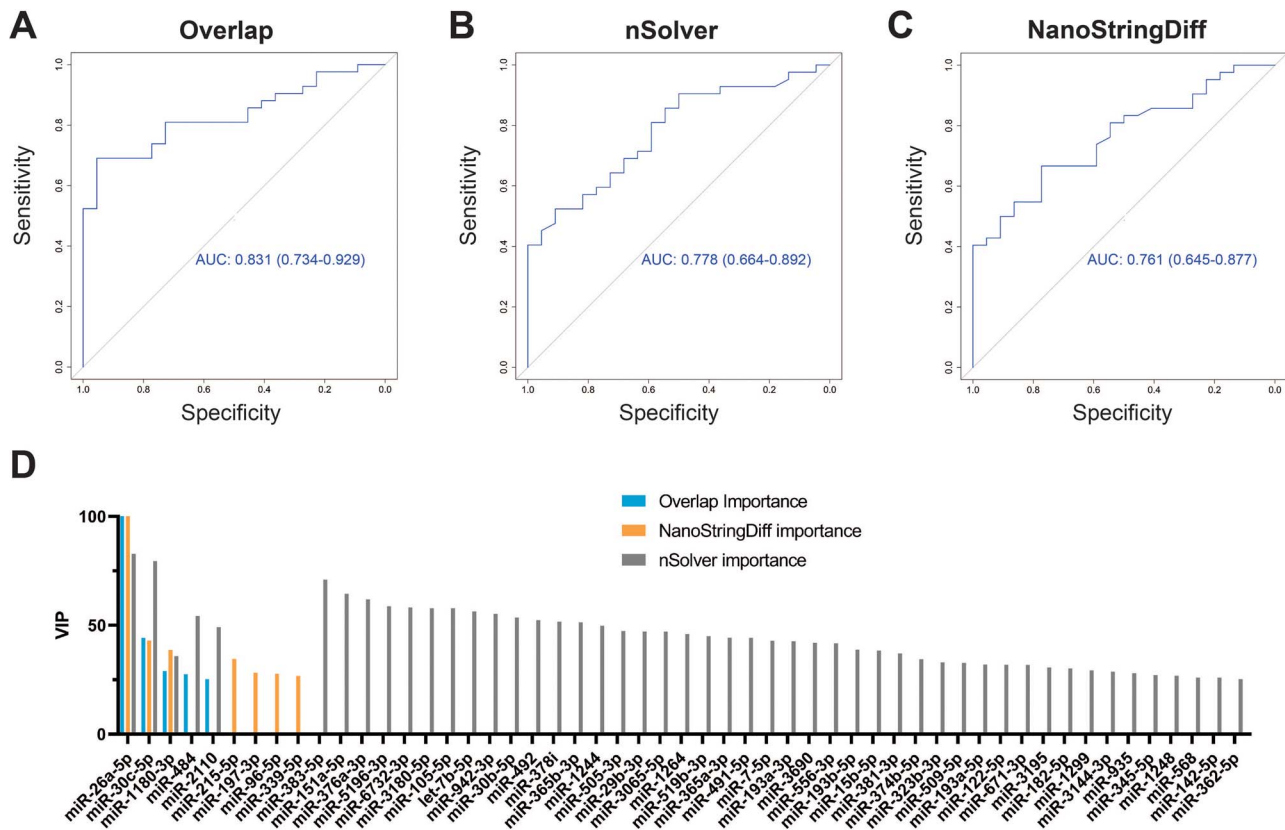 A
Overlap
B
nSolver
C
NanoStringDiff
Sensitivity
1.0
0.8
0.6
0.4
0.2
0.0
AUC: 0.831 (0.734-0.929)
1.0
0.8
0.6
0.4
0.2
0.0
Specificity
Sensitivity
1.0
0.8
0.6
0.4
0.2
0.0
AUC: 0.778 (0.664-0.892)
1.0
0.8
0.6
0.4
0.2
0.0
Specificity
Sensitivity
1.0
0.8
0.6
0.4
0.2
0.0
AUC: 0.761 (0.645-0.877)
1.0
0.8
0.6
0.4
0.2
0.0
Specificity
D
Overlap Importance
NanoStringDiff importance
nSolver importance
VIP
100
50
0
miR-26a-5p
miR-30c-5p
miR-1180-3p
miR-484
miR-2110
miR-215-5p
miR-197-3p
miR-96-5p
miR-339-5p
miR-383-5p
miR-151a-5p
miR-376a-3p
miR-5196-3p
miR-6732-3p
miR-3180-5p
miR-105-5p
let-7b-5p
miR-942-3p
miR-30b-5p
miR-492
miR-378i
miR-365b-3p
miR-1244
miR-505-3p
miR-29b-3p
miR-3065-5p
miR-1264
miR-519b-3p
miR-365a-3p
miR-491-5p
miR-7-5p
miR-193a-3p
miR-3690
miR-556-3p
miR-193b-5p
miR-15b-5p
miR-381-3p
miR-374b-5p
miR-323b-3p
miR-509-5p
miR-193a-5p
miR-122-5p
miR-671-3p
miR-3195
miR-182-5p
miR-1299
miR-3144-3p
miR-935
miR-345-5p
miR-1248
miR-568
miR-142-5p
miR-362-5p